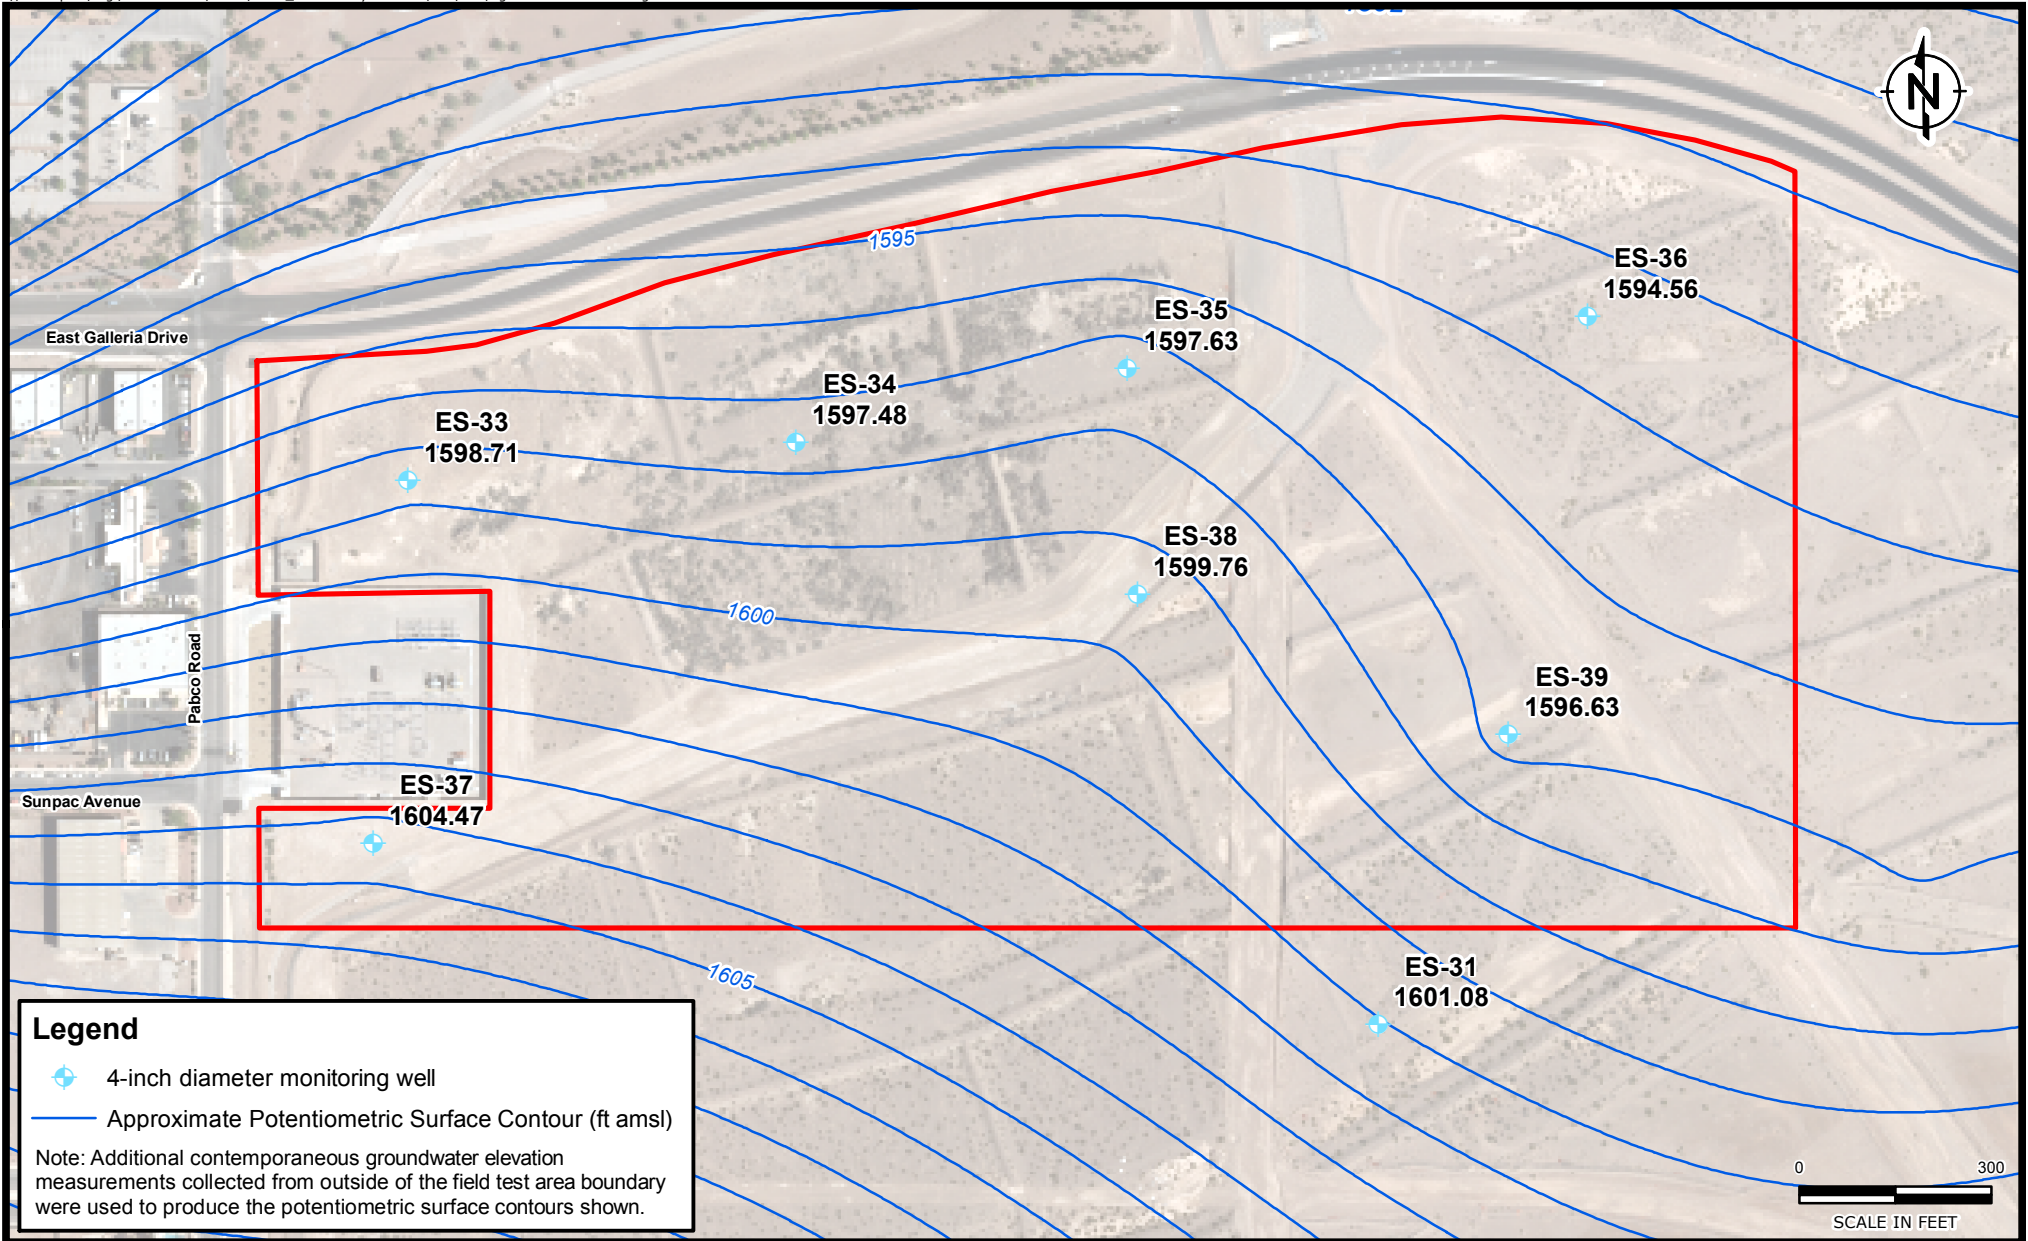 N
1595
ES-36
1594.56
ES-35
1597.63
East Galleria Drive
ES-34
1597.48
ES-33
1598.71
ES-38
1599.76
1600
Pabco Road
ES-39
1596.63
ES-37
1604.47
Sunpac Avenue
ES-31
1601.08
1605
Legend
4-inch diameter monitoring well
Approximate Potentiometric Surface Contour (ft amsl)
Note: Additional contemporaneous groundwater elevation
measurements collected from outside of the field test area boundary
were used to produce the potentiometric surface contours shown.
0 300
SCALE IN FEET